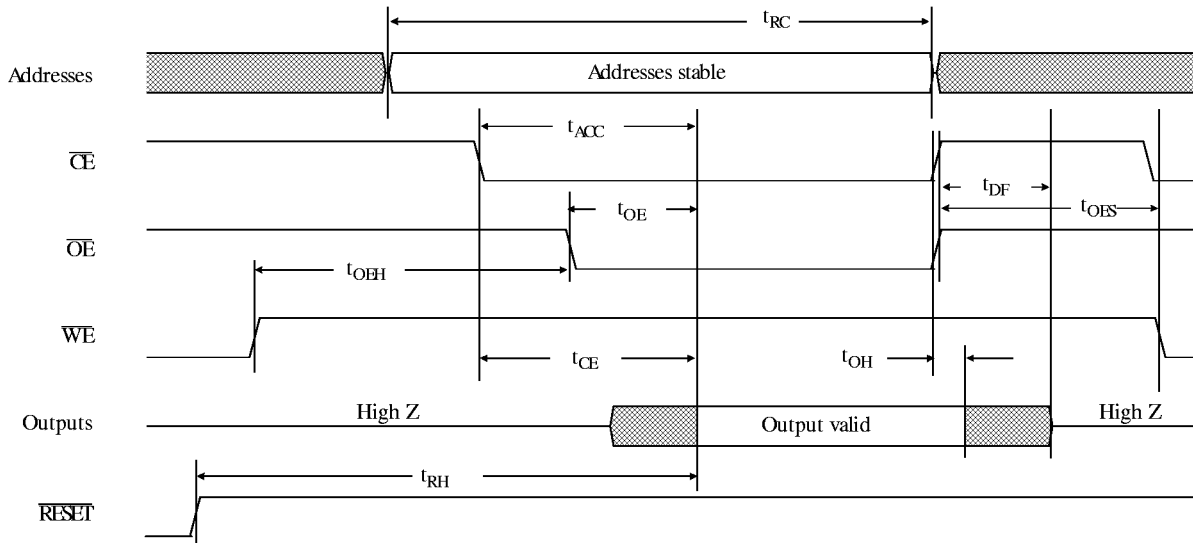 tRC
Addresses
Addresses stable
tACC
CE
tDF
tOE
tOES
OE
tOEH
WE
tCE
tOH
High Z
High Z
Outputs
Output valid
tRH
RESET